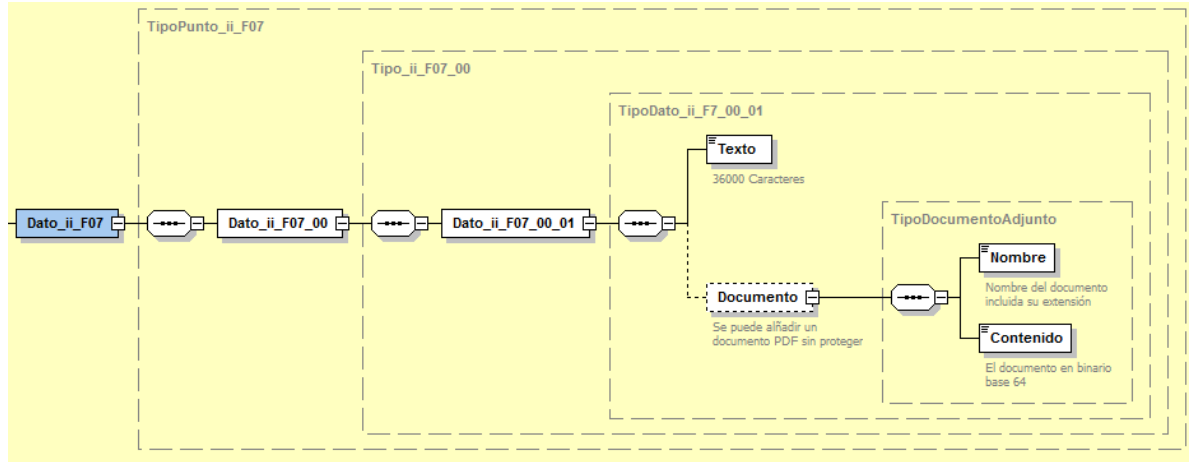 TipoPunto_ii_F07
Tipo_ii_F07_00
TipoDato_ii_F7_00_01
Texto
36000 Caracteres
Dato_ii_F07
Dato_ii_F07_00
Dato_ii_F07_00_01
TipoDocumentoAdjunto
Nombre
Nombre del documento
incluida su extensión
Documento
Se puede alñadir un
documento PDF sin proteger
Contenido
El documento en binario
base 64